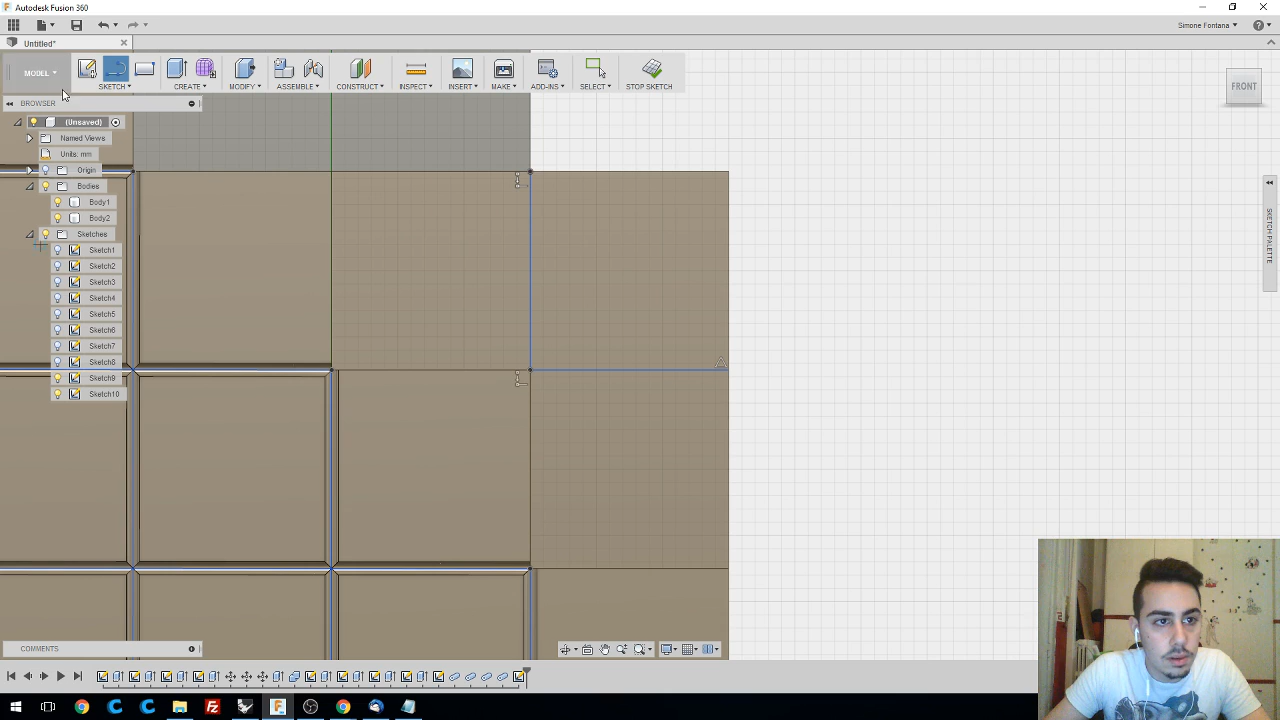 Autodesk Fusion 360
Simone Fontana
Untitled*
MODEL
SKETCH
CREATE
MODIFY
ASSEMBLE
CONSTRUCT
INSPECT
INSERT
MAKE
ADD-INS
SELECT
STOP SKETCH
FRONT
BROWSER
(Unsaved)
Named Views
Units: mm
Origin
Bodies
Body1
Body2
Sketches
Sketch1
Sketch2
Sketch3
Sketch4
Sketch5
Sketch6
Sketch7
Sketch8
Sketch9
Sketch10
SKETCH PALETTE
COMMENTS